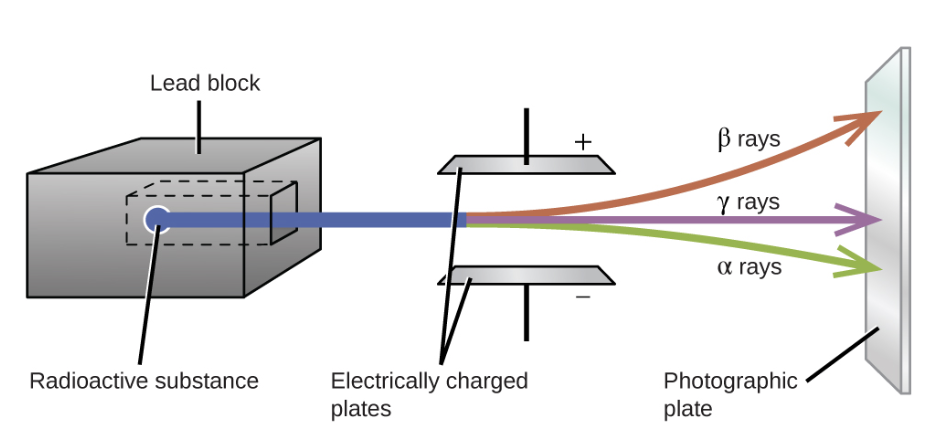 Lead block
+
β rays
γ rays
α rays
−
Radioactive substance
Electrically charged
plates
Photographic
plate